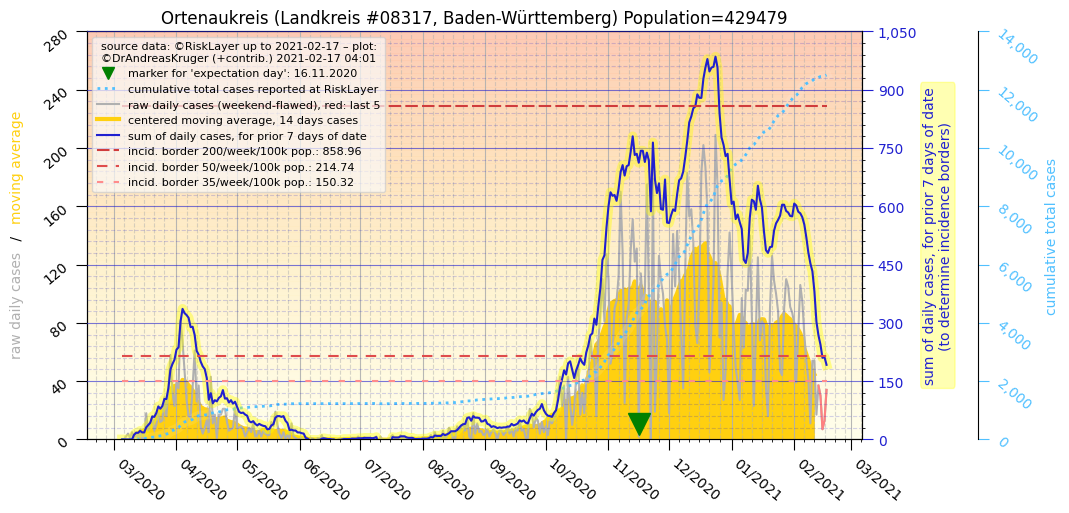 Ortenaukreis (Landkreis #08317, Baden-Württemberg) Population=429479
source data: ©RiskLayer up to 2021-02-17 – plot:
©DrAndreasKruger (+contrib.) 2021-02-17 04:01
marker for 'expectation day': 16.11.2020
cumulative total cases reported at RiskLayer
raw daily cases (weekend-flawed), red: last 5
centered moving average, 14 days cases
sum of daily cases, for prior 7 days of date
incid. border 200/week/100k pop.: 858.96
incid. border 50/week/100k pop.: 214.74
incid. border 35/week/100k pop.: 150.32
raw daily cases / moving average
280
240
200
160
120
80
40
0
03/2020
04/2020
05/2020
06/2020
07/2020
08/2020
09/2020
10/2020
11/2020
12/2020
01/2021
02/2021
03/2021
1,050
900
750
600
450
300
150
0
sum of daily cases, for prior 7 days of date
(to determine incidence borders)
14,000
12,000
10,000
8,000
6,000
4,000
2,000
0
cumulative total cases